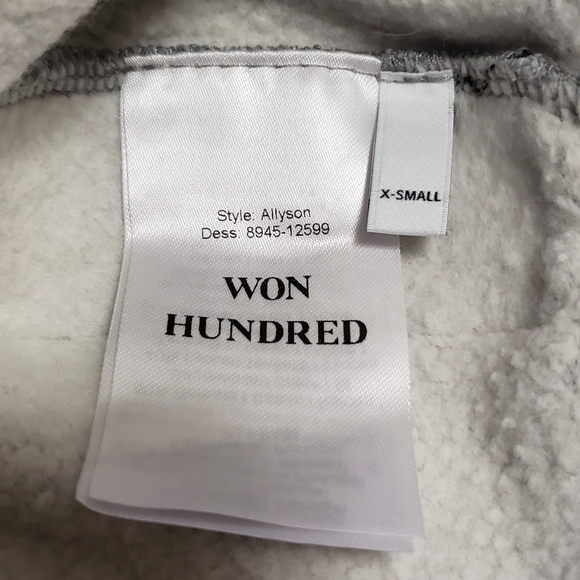 Style: Allyson
Dess: 8945-12599
WON
HUNDRED
X-SMALL